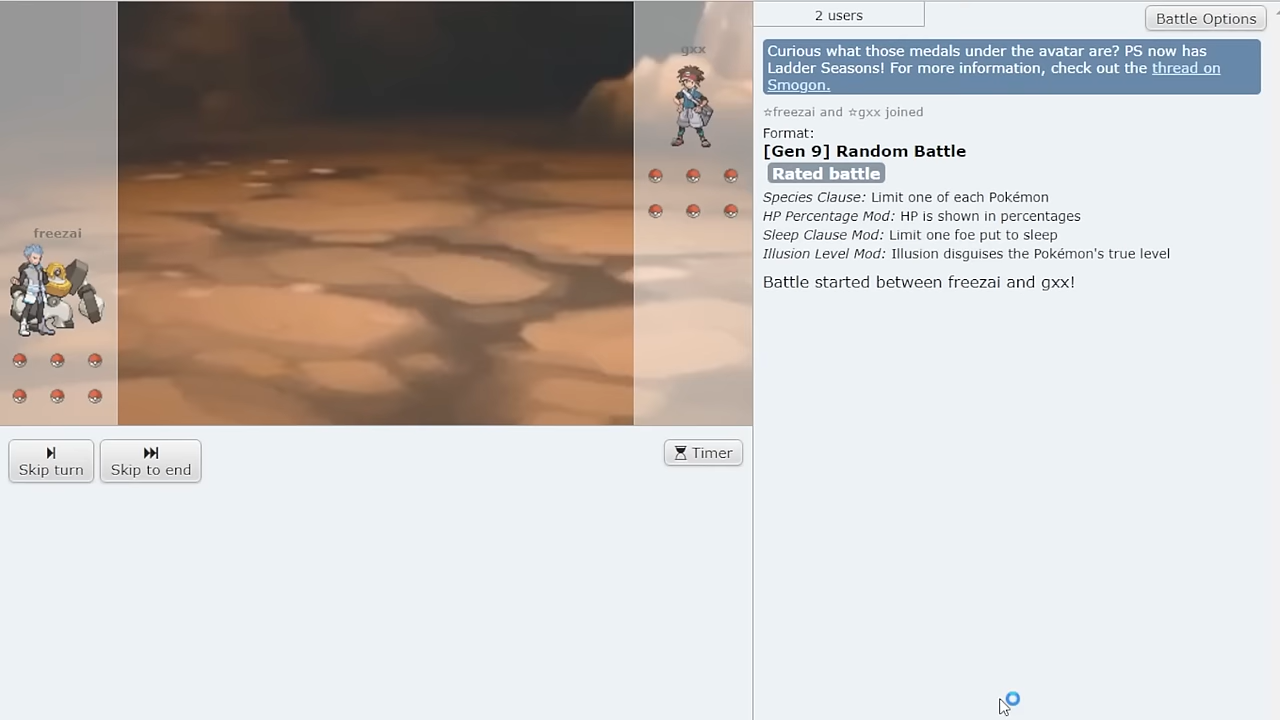 2 users
Battle Options
Curious what those medals under the avatar are? PS now has
Ladder Seasons! For more information, check out the thread on
Smogon.
☆freezai and ☆gxx joined
Format:
[Gen 9] Random Battle
Rated battle
Species Clause: Limit one of each Pokémon
HP Percentage Mod: HP is shown in percentages
Sleep Clause Mod: Limit one foe put to sleep
Illusion Level Mod: Illusion disguises the Pokémon's true level
Battle started between freezai and gxx!
gxx
freezai
Skip turn
Skip to end
Timer